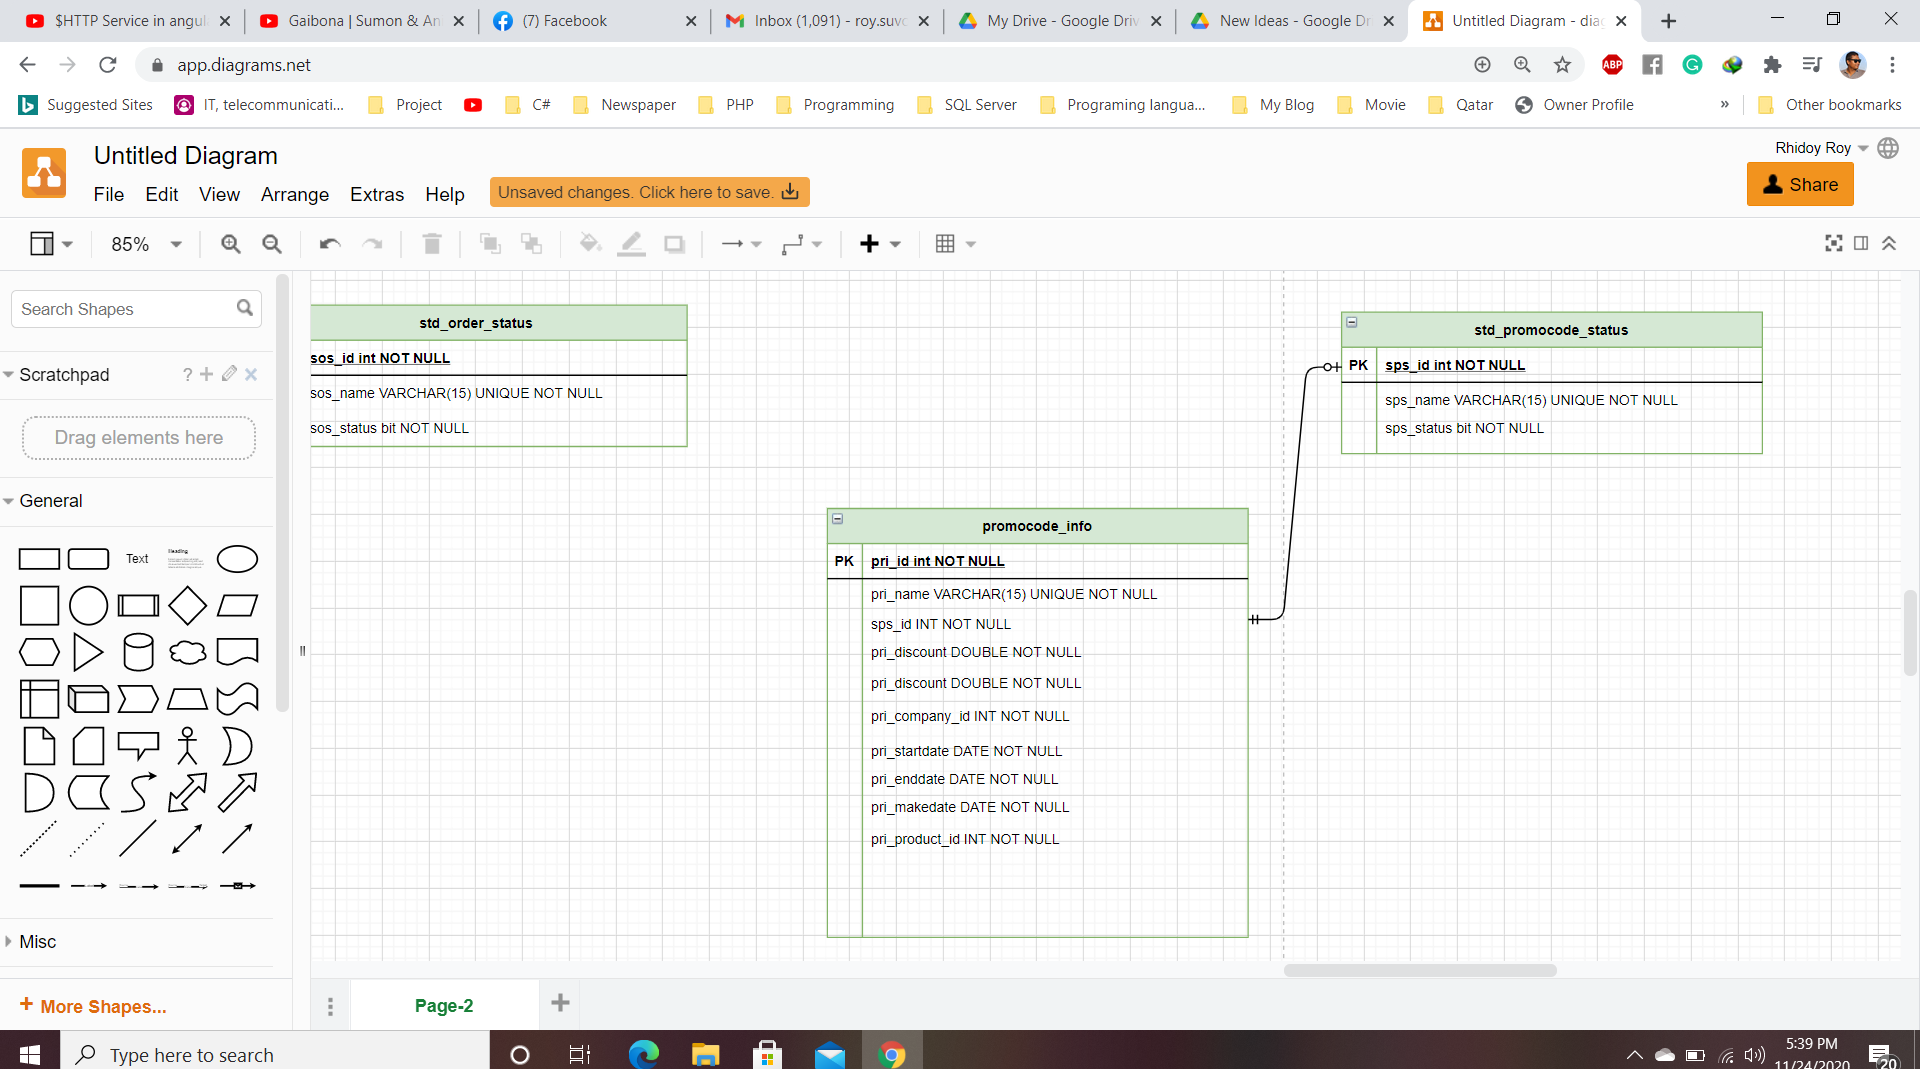 $HTTP Service in angul
Gaibona | Sumon & An
(7) Facebook
Inbox (1,091) - roy.suvo
My Drive - Google Driv
New Ideas - Google Dr
Untitled Diagram - dia
app.diagrams.net
ABP
Suggested Sites
IT, telecommunicati...
Project
C#
Newspaper
PHP
Programming
SQL Server
Programing langua...
My Blog
Movie
Qatar
Owner Profile
»
Other bookmarks
Untitled Diagram
Rhidoy Roy
File
Edit
View
Arrange
Extras
Help
Unsaved changes. Click here to save.
Share
85%
Search Shapes
Scratchpad
?
Drag elements here
General
Text
Heading
Misc
+ More Shapes...
std_order_status
sos_id int NOT NULL
sos_name VARCHAR(15) UNIQUE NOT NULL
sos_status bit NOT NULL
std_promocode_status
PK
sps_id int NOT NULL
sps_name VARCHAR(15) UNIQUE NOT NULL
sps_status bit NOT NULL
promocode_info
PK
pri_id int NOT NULL
pri_name VARCHAR(15) UNIQUE NOT NULL
sps_id INT NOT NULL
pri_discount DOUBLE NOT NULL
pri_discount DOUBLE NOT NULL
pri_company_id INT NOT NULL
pri_startdate DATE NOT NULL
pri_enddate DATE NOT NULL
pri_makedate DATE NOT NULL
pri_product_id INT NOT NULL
Page-2
Type here to search
5:39 PM
11/24/2020
20